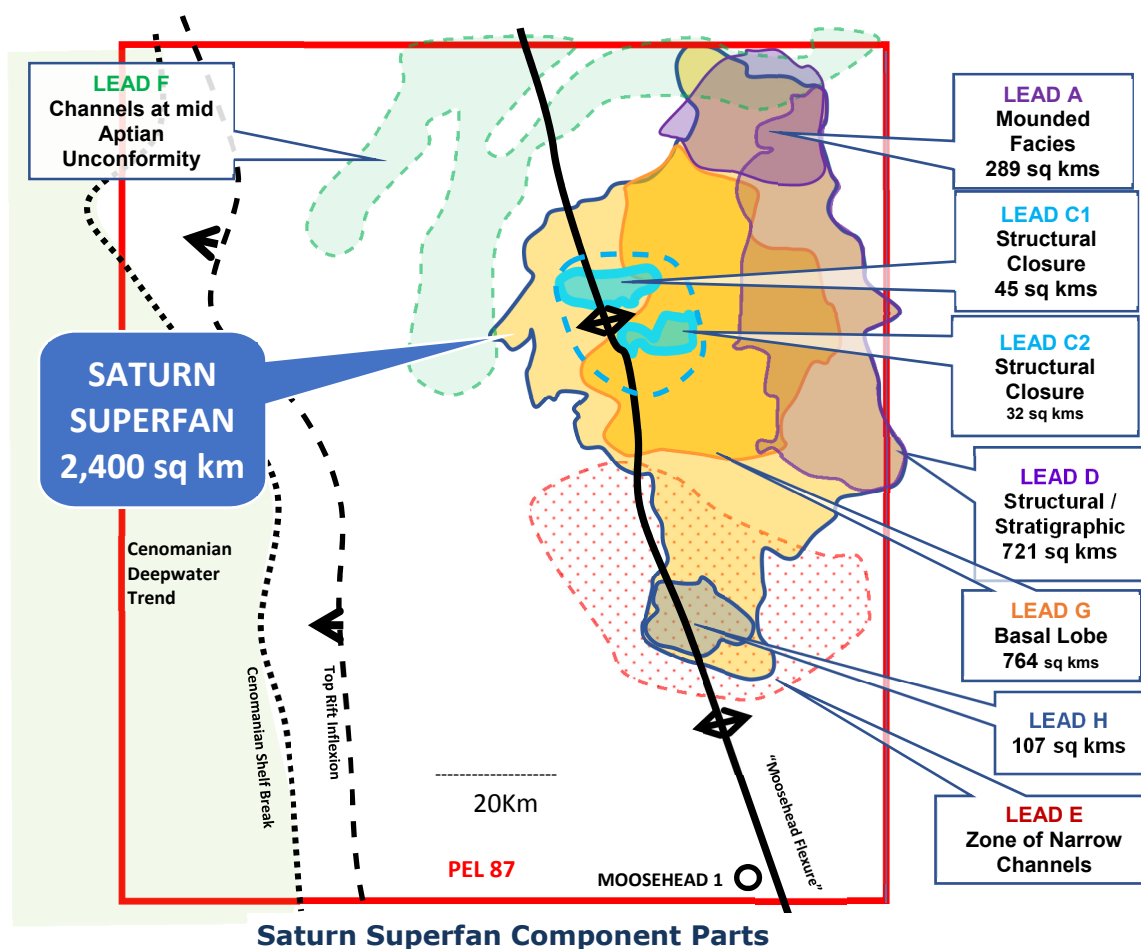 LEAD F
Channels at mid
Aptian
Unconformity
LEAD A
Mounded
Facies
289 sq kms
LEAD C1
Structural
Closure
45 sq kms
LEAD C2
Structural
Closure
32 sq kms
SATURN
SUPERFAN
2,400 sq km
LEAD D
Structural /
Stratigraphic
721 sq kms
Cenomanian
Deepwater
Trend
LEAD G
Basal Lobe
764 sq kms
Cenomanian Shelf Break
Top Rift Inflexion
LEAD H
107 sq kms
"Moosehead Flexure"
20Km
LEAD E
Zone of Narrow
Channels
PEL 87
MOOSEHEAD 1
Saturn Superfan Component Parts